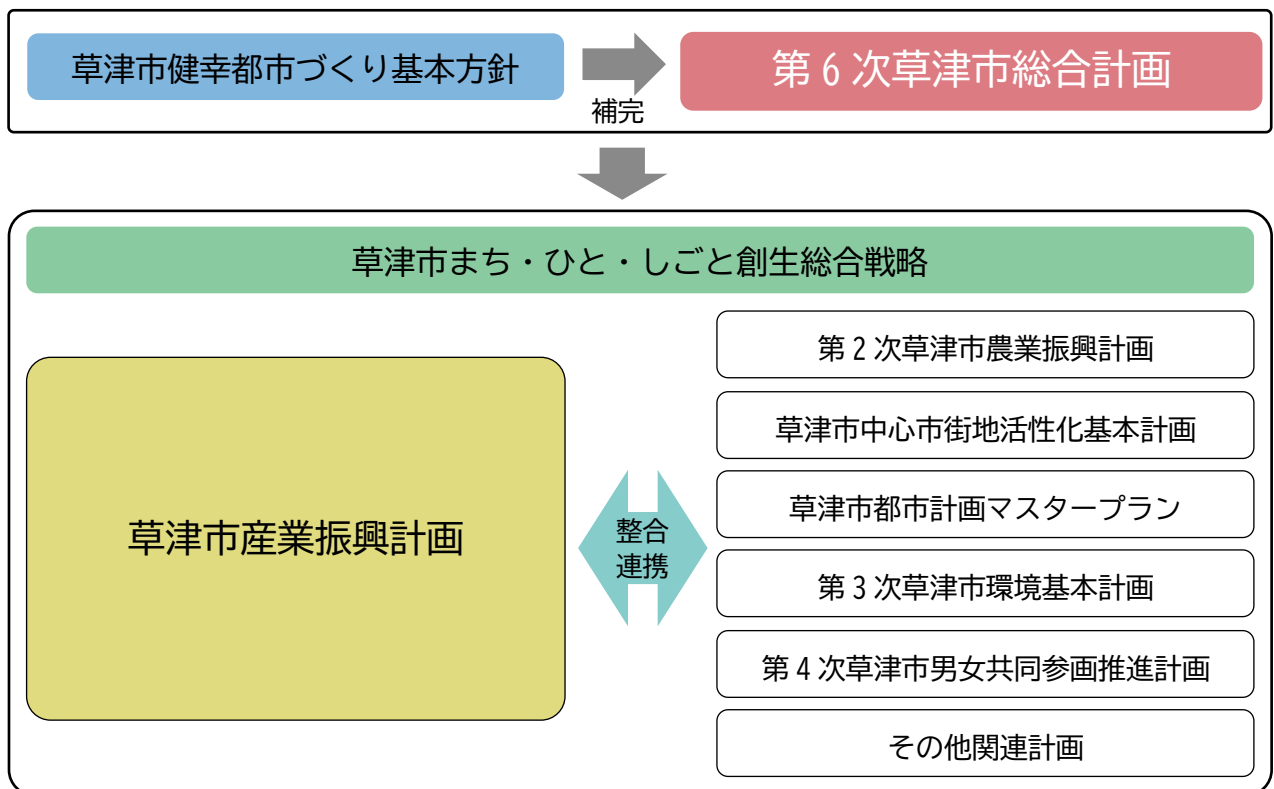 草津市健幸都市づくり基本方針
補完
第6次草津市総合計画
草津市まち・ひと・しごと創生総合戦略
草津市産業振興計画
整合
連携
第2次草津市農業振興計画
草津市中心市街地活性化基本計画
草津市都市計画マスタープラン
第3次草津市環境基本計画
第4次草津市男女共同参画推進計画
その他関連計画